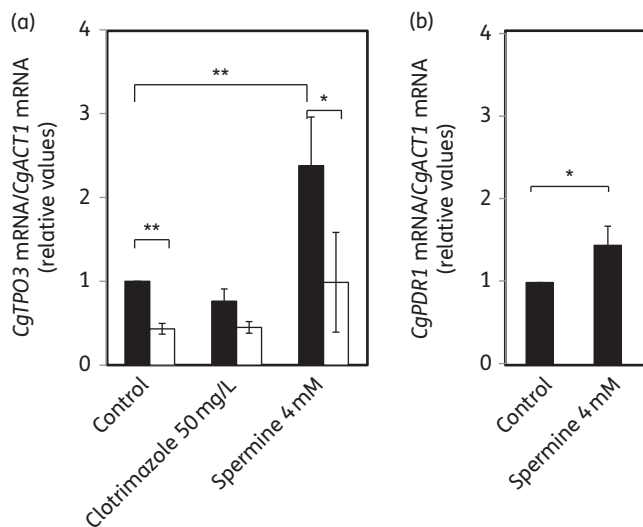 (a)
CgTPO3 mRNA/CgACT1 mRNA
(relative values)
4
3
2
1
0
**
**
*
Control
Clotrimazole 50 mg/L
Spermine 4 mM
(b)
CgPDR1 mRNA/CgACT1 mRNA
(relative values)
4
3
2
1
0
*
Control
Spermine 4 mM